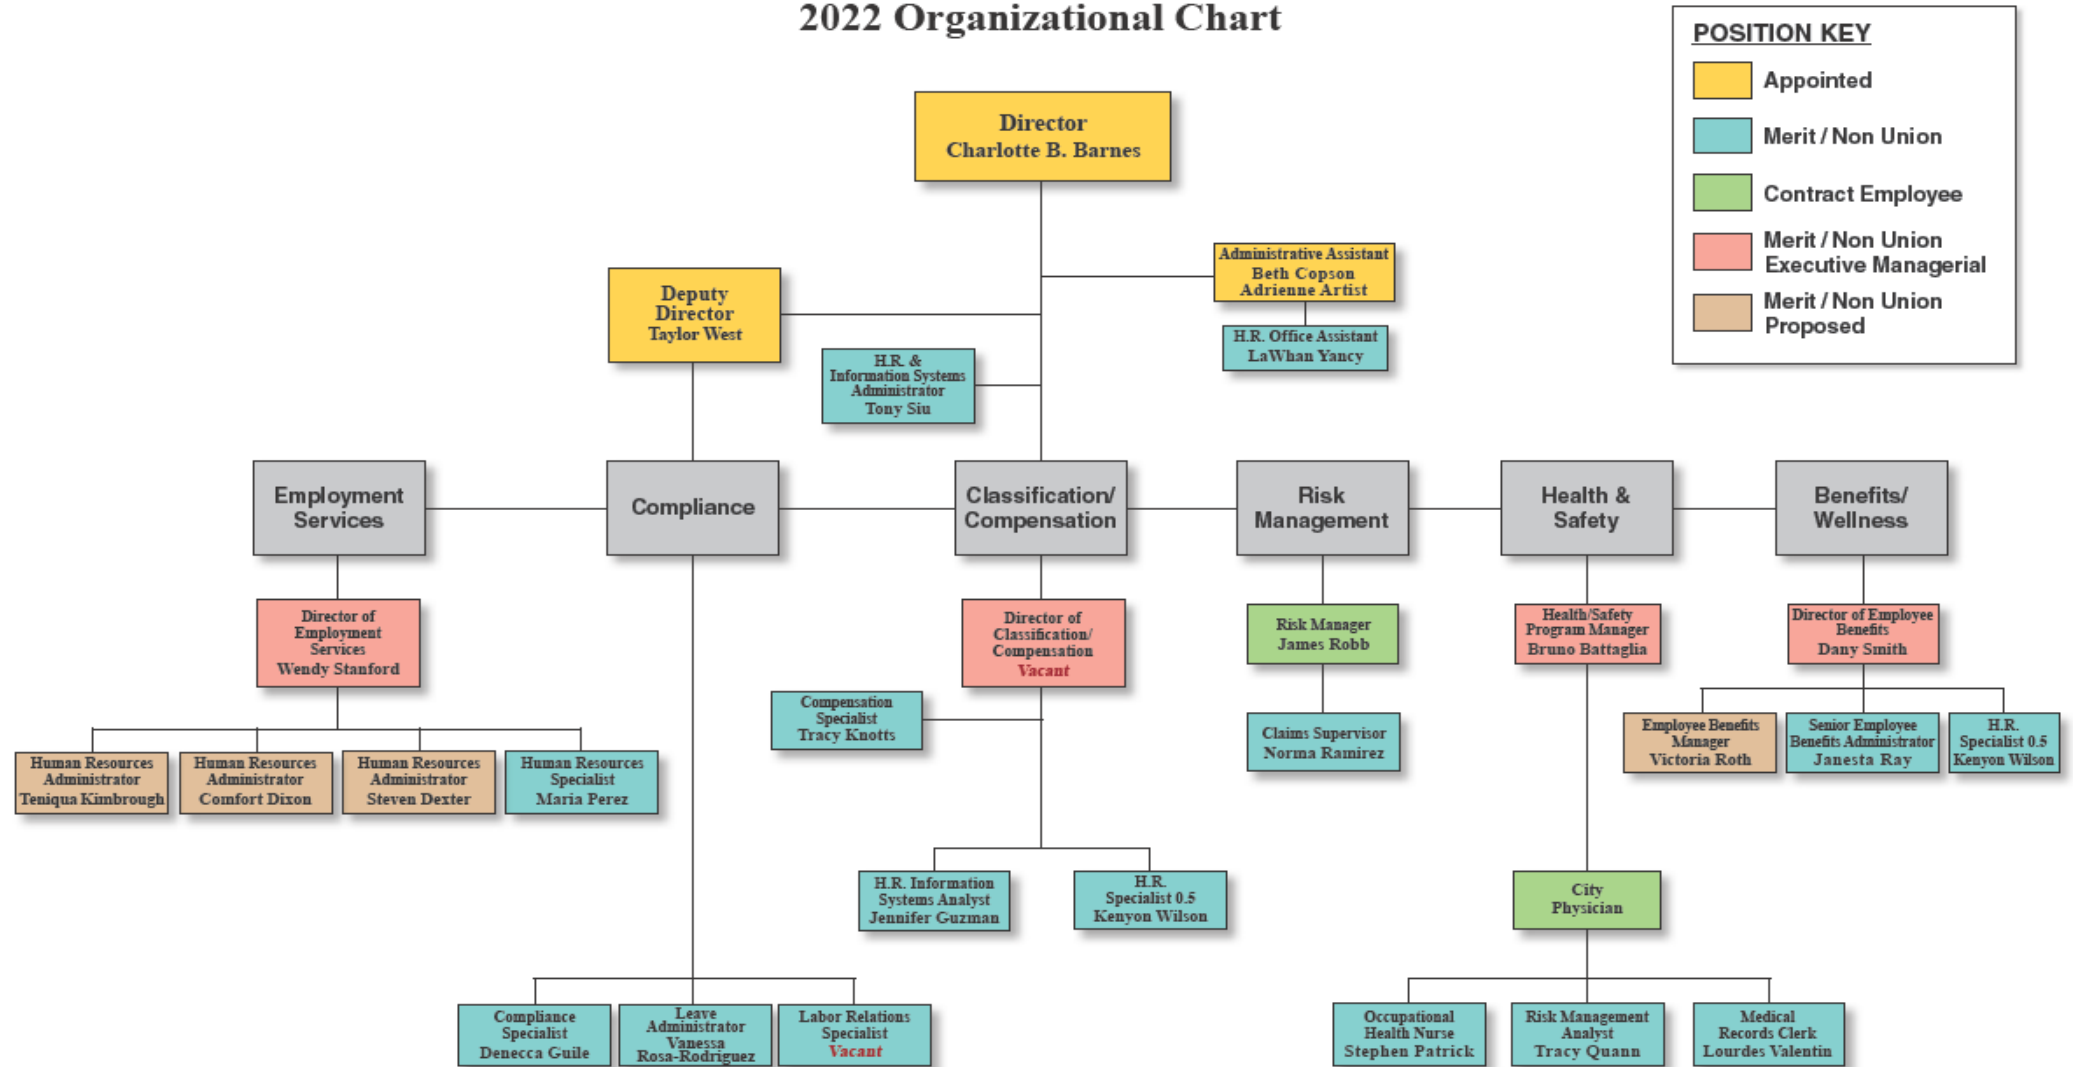 2022 Organizational Chart
POSITION KEY
Appointed
Merit / Non Union
Contract Employee
Merit / Non Union
Executive Managerial
Merit / Non Union
Proposed
Director
Charlotte B. Barnes
Administrative Assistant
Beth Copson
Adrienne Artist
H.R. Office Assistant
LaWhan Yancy
Deputy
Director
Taylor West
H.R. &
Information Systems
Administrator
Tony Siu
Employment
Services
Compliance
Classification/
Compensation
Risk
Management
Health &
Safety
Benefits/
Wellness
Director of
Employment
Services
Wendy Stanford
Director of
Classification/
Compensation
Vacant
Risk Manager
James Robb
Health/Safety
Program Manager
Bruno Battaglia
Director of Employee
Benefits
Dany Smith
Compensation
Specialist
Tracy Knotts
Claims Supervisor
Norma Ramirez
Employee Benefits
Manager
Victoria Roth
Senior Employee
Benefits Administrator
Janesta Ray
H.R.
Specialist 0.5
Kenyon Wilson
Human Resources
Administrator
Teniqua Kimbrough
Human Resources
Administrator
Comfort Dixon
Human Resources
Administrator
Steven Dexter
Human Resources
Specialist
Maria Perez
H.R. Information
Systems Analyst
Jennifer Guzman
H.R.
Specialist 0.5
Kenyon Wilson
City
Physician
Compliance
Specialist
Denecca Guile
Leave
Administrator
Vanessa
Rosa-Rodriguez
Labor Relations
Specialist
Vacant
Occupational
Health Nurse
Stephen Patrick
Risk Management
Analyst
Tracy Quann
Medical
Records Clerk
Lourdes Valentin